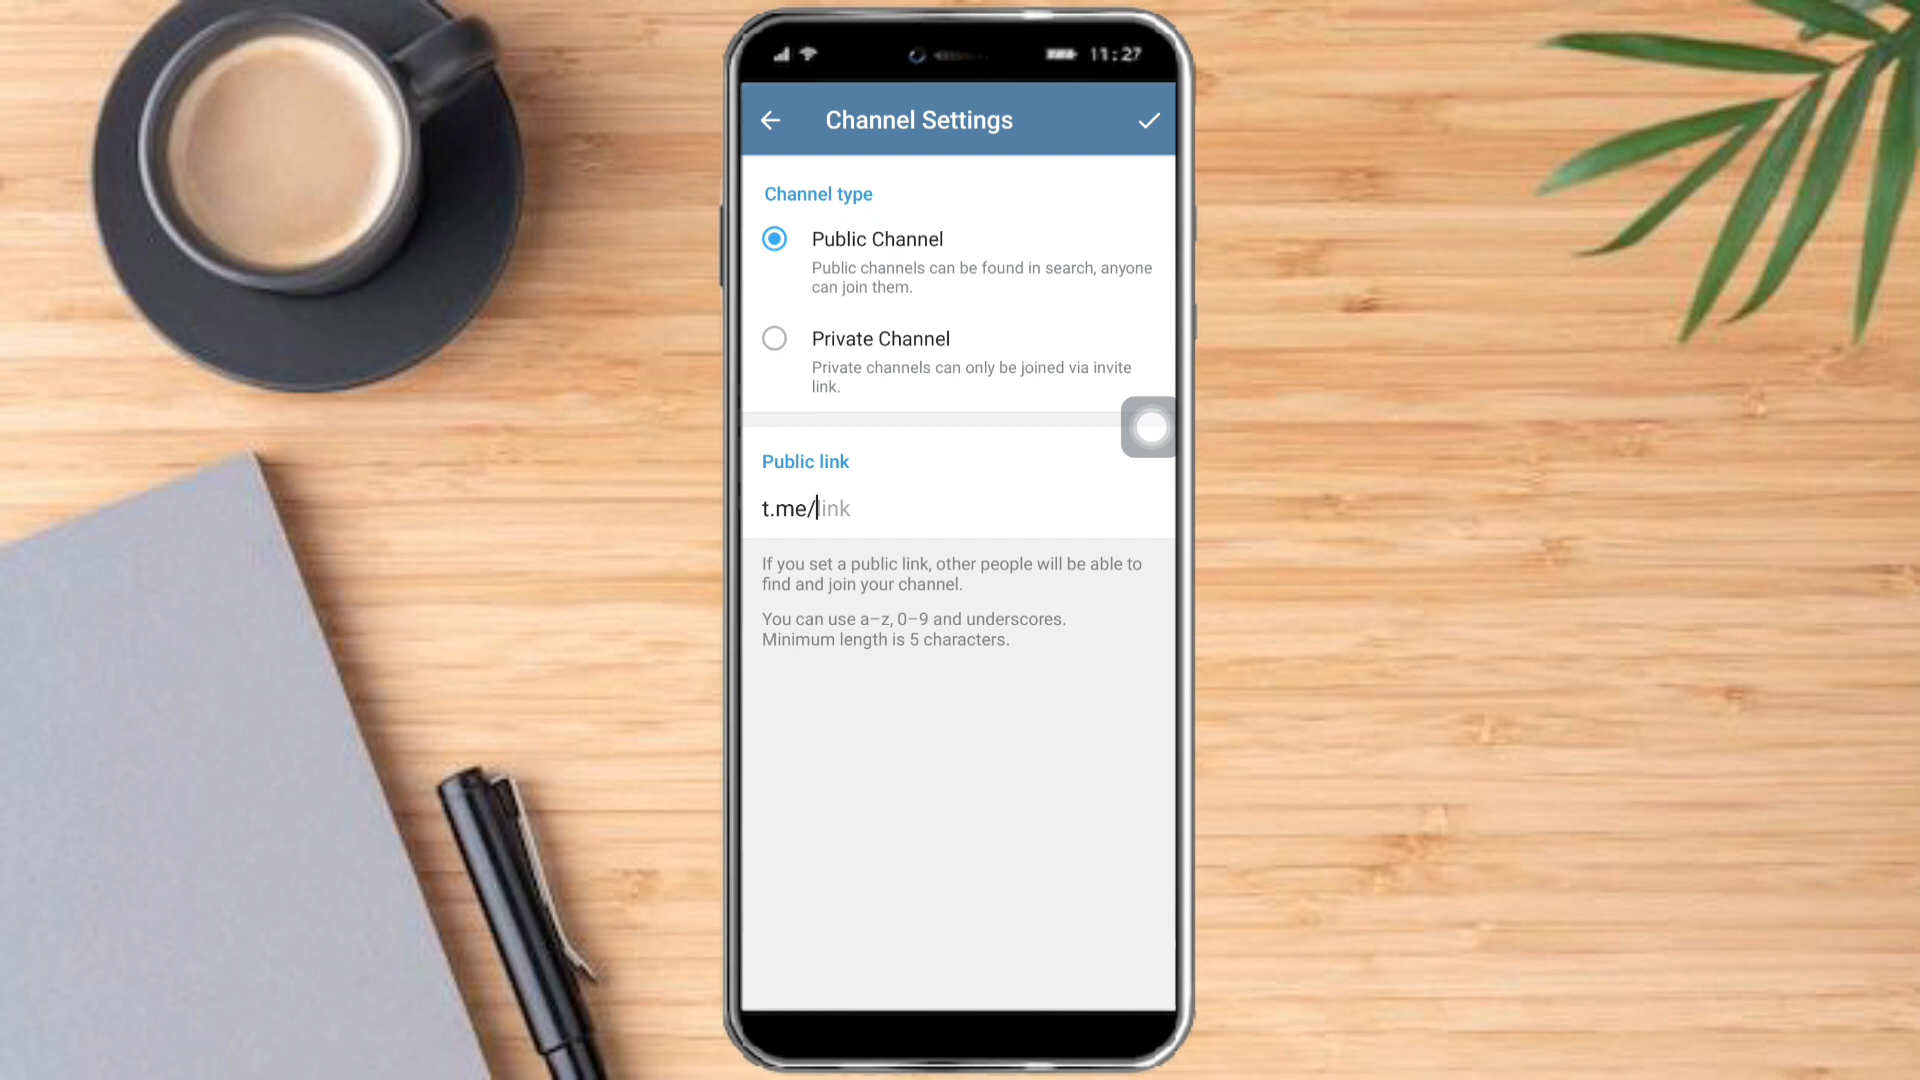 11:27
Channel Settings
Channel type
Public Channel
Public channels can be found in search, anyone
can join them.
Private Channel
Private channels can only be joined via invite
link.
Public link
t.me/link
If you set a public link, other people will be able to
find and join your channel.
You can use a–z, 0–9 and underscores.
Minimum length is 5 characters.